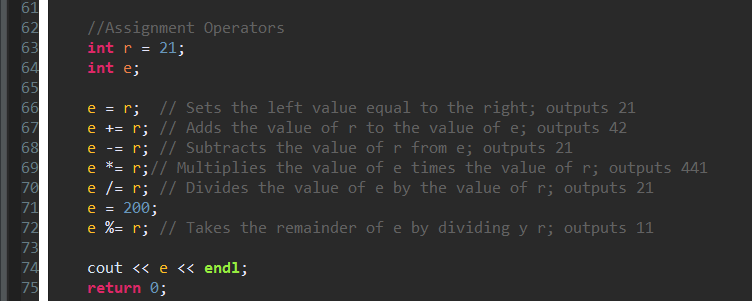 61
62 //Assignment Operators
63 int r = 21;
64 int e;
65
66 e = r;  // Sets the left value equal to the right; outputs 21
67 e += r; // Adds the value of r to the value of e; outputs 42
68 e -= r; // Subtracts the value of r from e; outputs 21
69 e *= r;// Multiplies the value of e times the value of r; outputs 441
70 e /= r; // Divides the value of e by the value of r; outputs 21
71 e = 200;
72 e %= r; // Takes the remainder of e by dividing y r; outputs 11
73
74 cout << e << endl;
75 return 0;